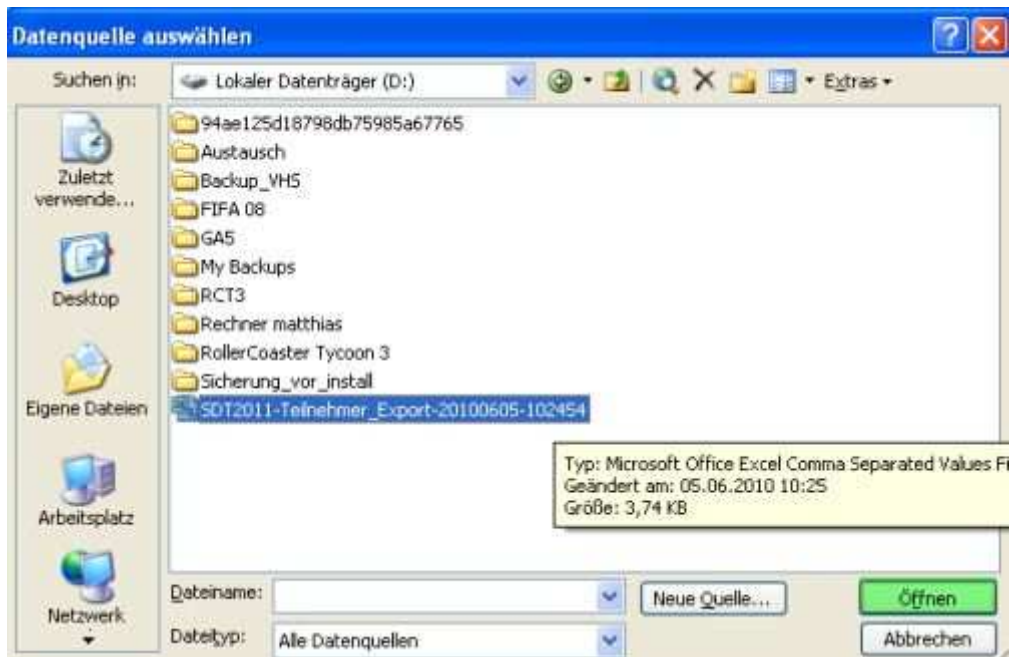 Datenquelle auswählen
Suchen in:
Lokaler Datenträger (D:)
Extras
Zuletzt
verwende...
Desktop
Eigene Dateien
Arbeitsplatz
Netzwerk
94ae125d18798db75985a67765
Austausch
Backup_VHS
FIFA 08
GA5
My Backups
RCT3
Rechner matthias
RollerCoaster Tycoon 3
Sicherung_vor_install
SDT2011-Teilnehmer_Export-20100605-102454
Typ: Microsoft Office Excel Comma Separated Values Fi
Geändert am: 05.06.2010 10:25
Größe: 3,74 KB
Dateiname:
Neue Quelle...
Öffnen
Dateityp:
Alle Datenquellen
Abbrechen